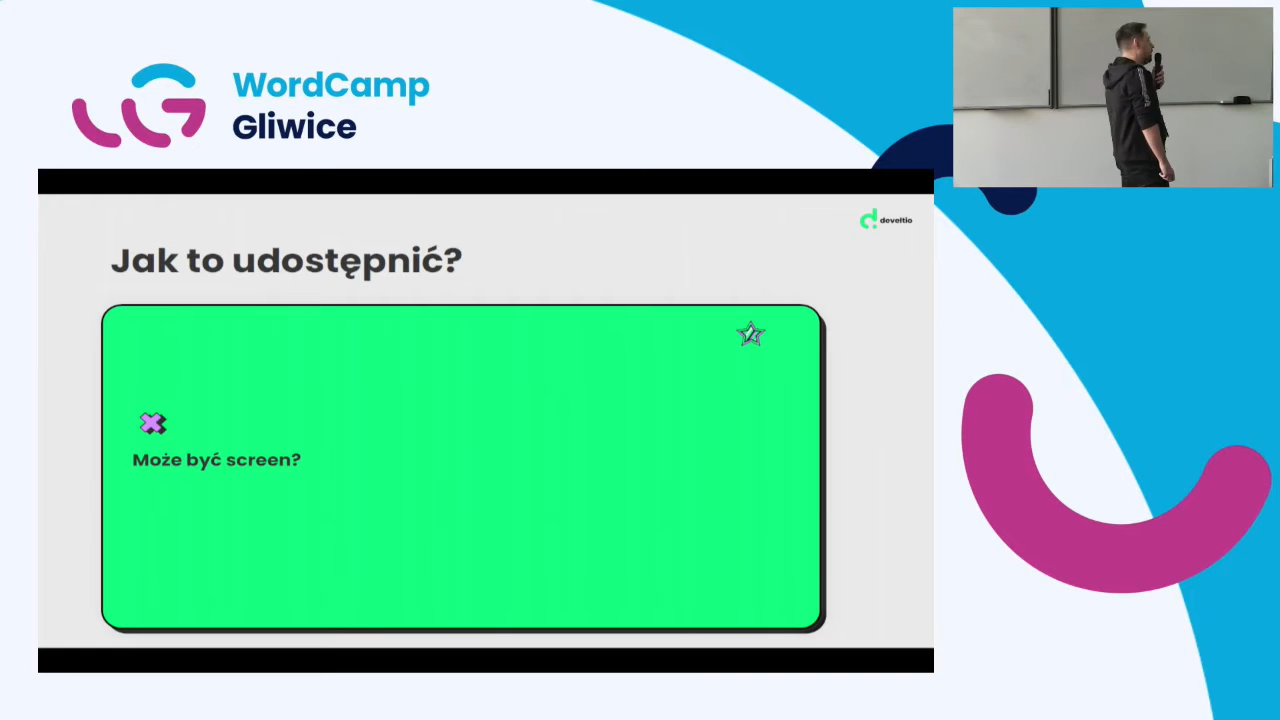 WordCamp
Gliwice
develtio
Jak to udostępnić?
Może być screen?